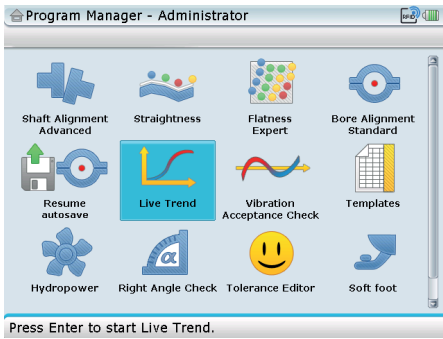 Program Manager - Administrator
RFID
Shaft Alignment
Advanced
Straightness
Flatness
Expert
Bore Alignment
Standard
Resume
autosave
Live Trend
Vibration
Acceptance Check
Templates
Hydropower
α
Right Angle Check
Tolerance Editor
Soft foot
Press Enter to start Live Trend.